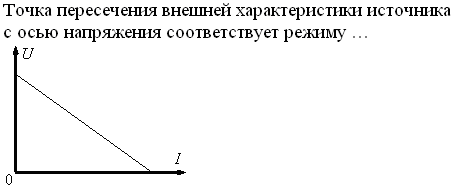 Точка пересечения внешней характеристики источника
с осью напряжения соответствует режиму …
U
I
0